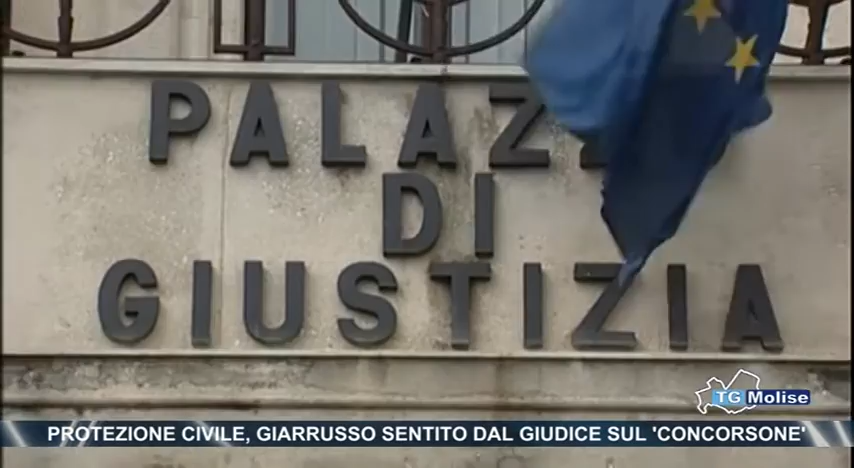 PALAZ
DI
GIUSTIZIA
TG Molise
PROTEZIONE CIVILE, GIARRUSSO SENTITO DAL GIUDICE SUL 'CONCORSONE'